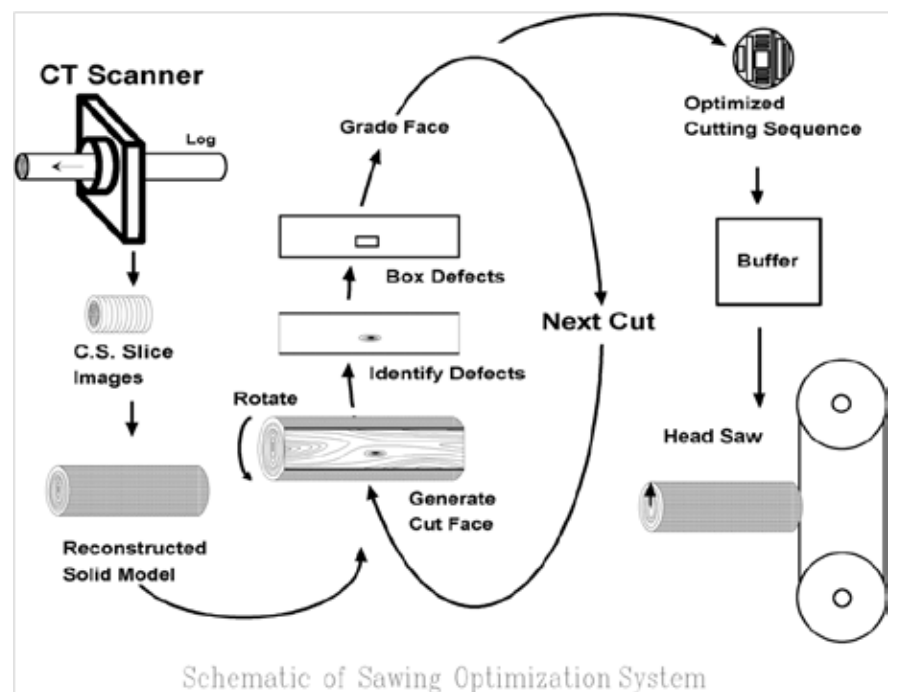 CT Scanner
Log
C.S. Slice
Images
Reconstructed
Solid Model
Rotate
Generate
Cut Face
Identify Defects
Box Defects
Grade Face
Next Cut
Optimized
Cutting Sequence
Buffer
Head Saw
Schematic of Sawing Optimization System